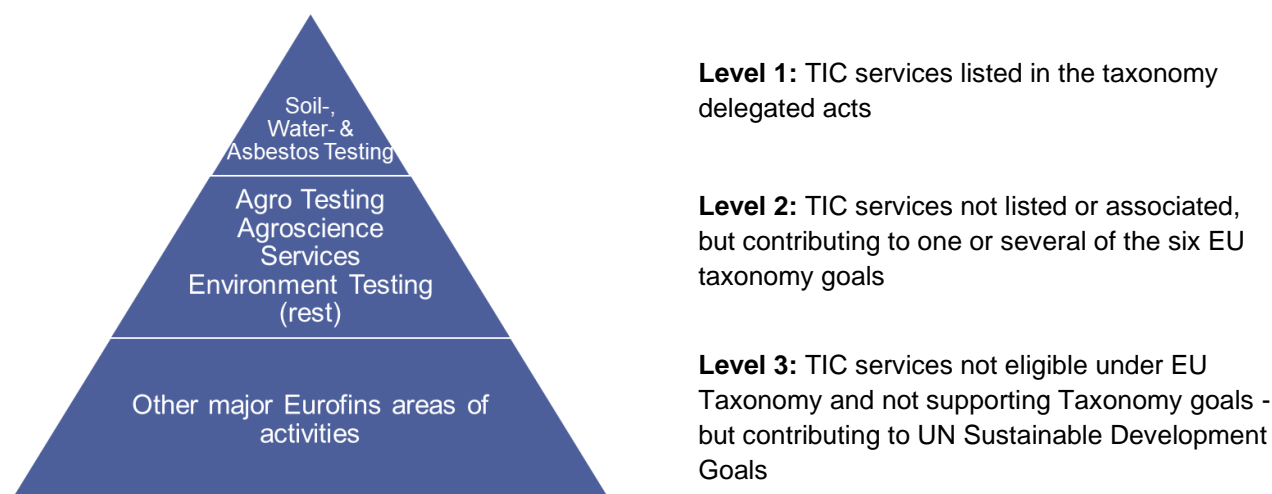 Soil-,
Water- &
Asbestos Testing
Level 1: TIC services listed in the taxonomy
delegated acts
Agro Testing
Agroscience
Services
Environment Testing
(rest)
Level 2: TIC services not listed or associated,
but contributing to one or several of the six EU
taxonomy goals
Other major Eurofins areas of
activities
Level 3: TIC services not eligible under EU
Taxonomy and not supporting Taxonomy goals -
but contributing to UN Sustainable Development
Goals